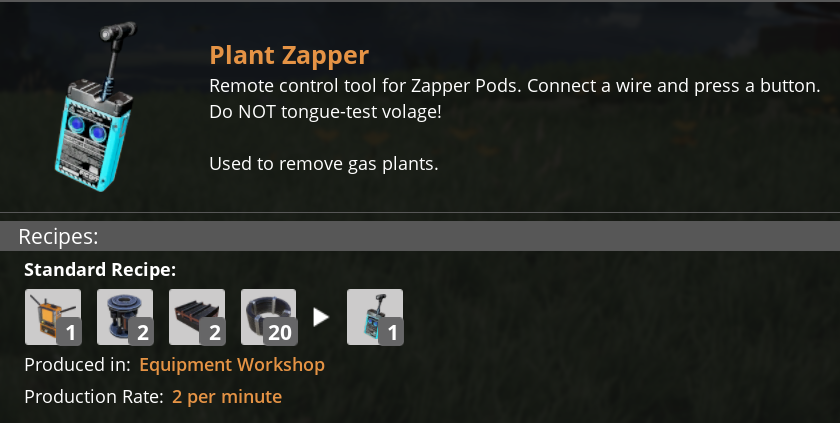 Plant Zapper
Remote control tool for Zapper Pods. Connect a wire and press a button.
Do NOT tongue-test volage!
Used to remove gas plants.
Recipes:
Standard Recipe:
1 2 2 20 1
Produced in: Equipment Workshop
Production Rate: 2 per minute